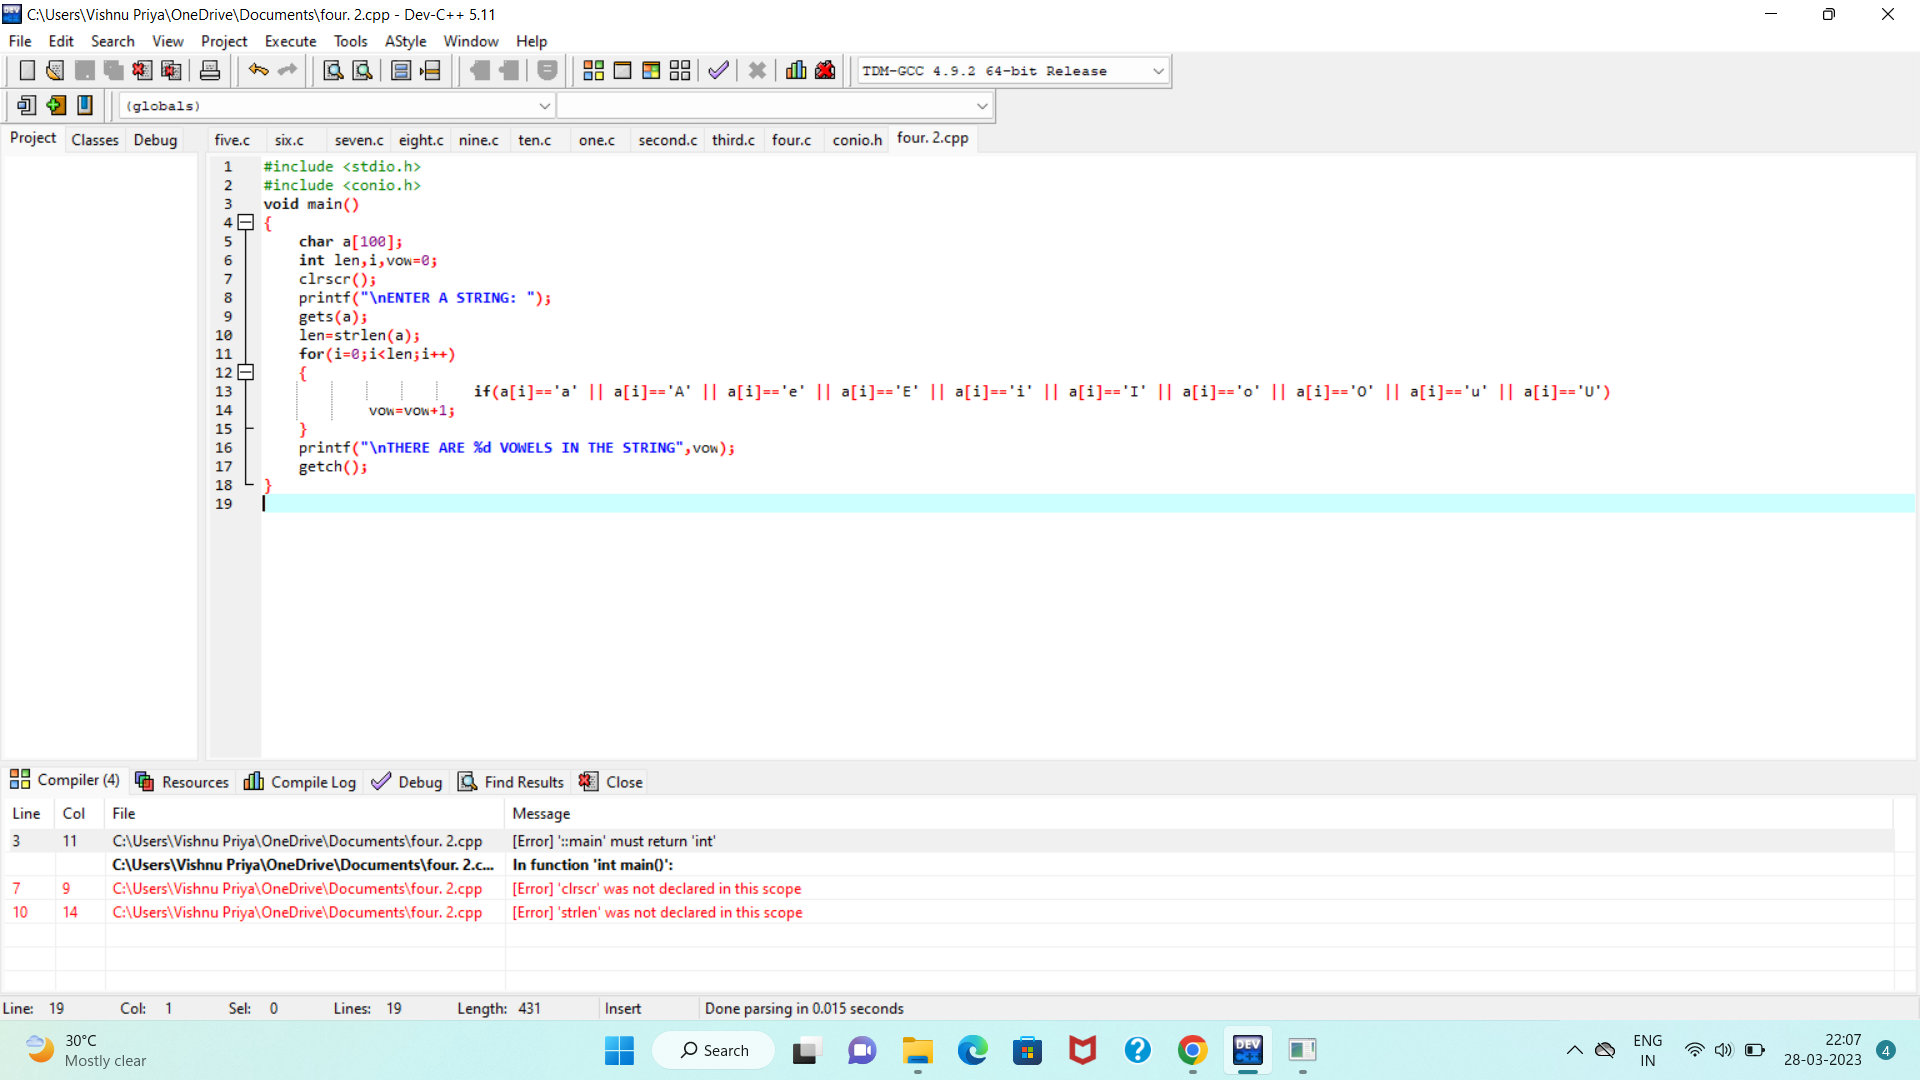 C:\Users\Vishnu Priya\OneDrive\Documents\four. 2.cpp - Dev-C++ 5.11
File Edit Search View Project Execute Tools AStyle Window Help
TDM-GCC 4.9.2 64-bit Release
(globals)
Project Classes Debug five.c six.c seven.c eight.c nine.c ten.c one.c second.c third.c four.c conio.h four. 2.cpp
1 #include <stdio.h>
2 #include <conio.h>
3 void main()
4 {
5 char a[100];
6 int len,i,vow=0;
7 clrscr();
8 printf("\nENTER A STRING: ");
9 gets(a);
10 len=strlen(a);
11 for(i=0;i<len;i++)
12 {
13 if(a[i]=='a' || a[i]=='A' || a[i]=='e' || a[i]=='E' || a[i]=='i' || a[i]=='I' || a[i]=='o' || a[i]=='O' || a[i]=='u' || a[i]=='U')
14 vow=vow+1;
15 }
16 printf("\nTHERE ARE %d VOWELS IN THE STRING",vow);
17 getch();
18 }
19
Compiler (4) Resources Compile Log Debug Find Results Close
Line Col File Message
3 11 C:\Users\Vishnu Priya\OneDrive\Documents\four. 2.cpp [Error] '::main' must return 'int'
C:\Users\Vishnu Priya\OneDrive\Documents\four. 2.c... In function 'int main()':
7 9 C:\Users\Vishnu Priya\OneDrive\Documents\four. 2.cpp [Error] 'clrscr' was not declared in this scope
10 14 C:\Users\Vishnu Priya\OneDrive\Documents\four. 2.cpp [Error] 'strlen' was not declared in this scope
Line: 19 Col: 1 Sel: 0 Lines: 19 Length: 431 Insert Done parsing in 0.015 seconds
30°C
Mostly clear
Search
DEV
C++
ENG
IN
22:07
28-03-2023
4